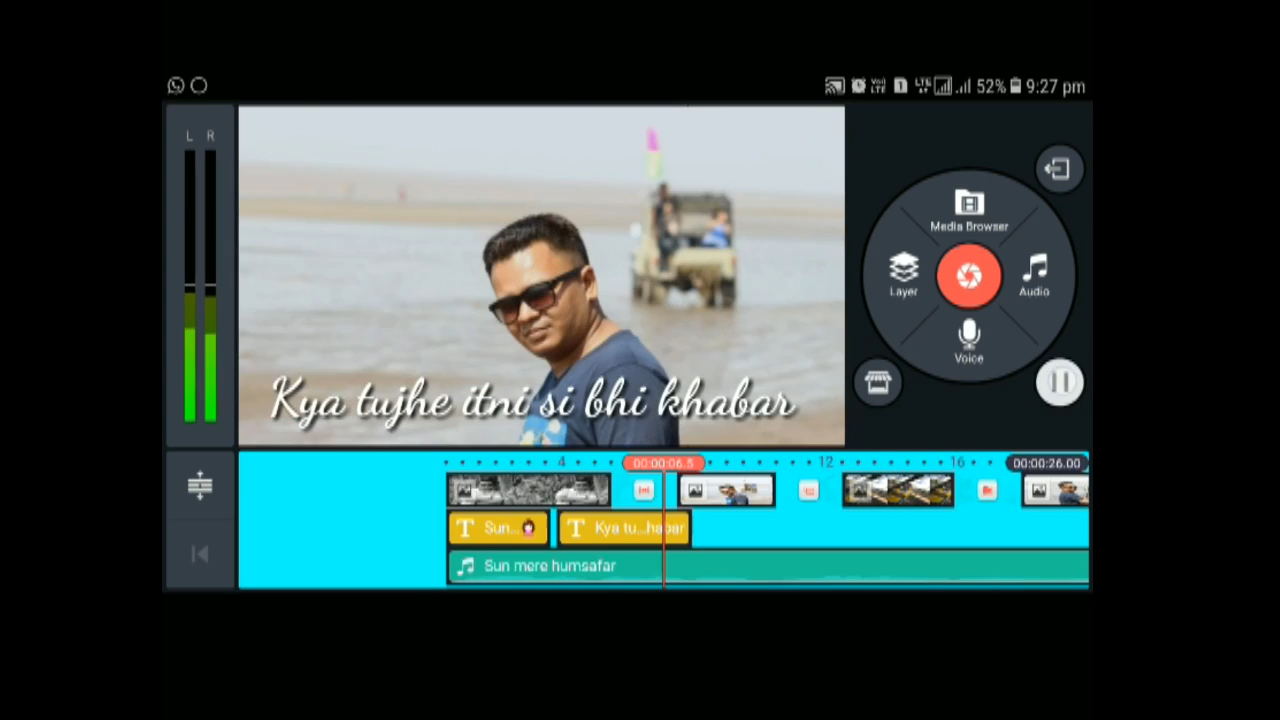 52% 9:27 pm
L R
Media Browser
Layer
Audio
Voice
Kya tujhe itni si bhi khabar
4 00:00:06.5 12 16 00:00:26.00
T Sun... T Kya tu...habar
Sun mere humsafar